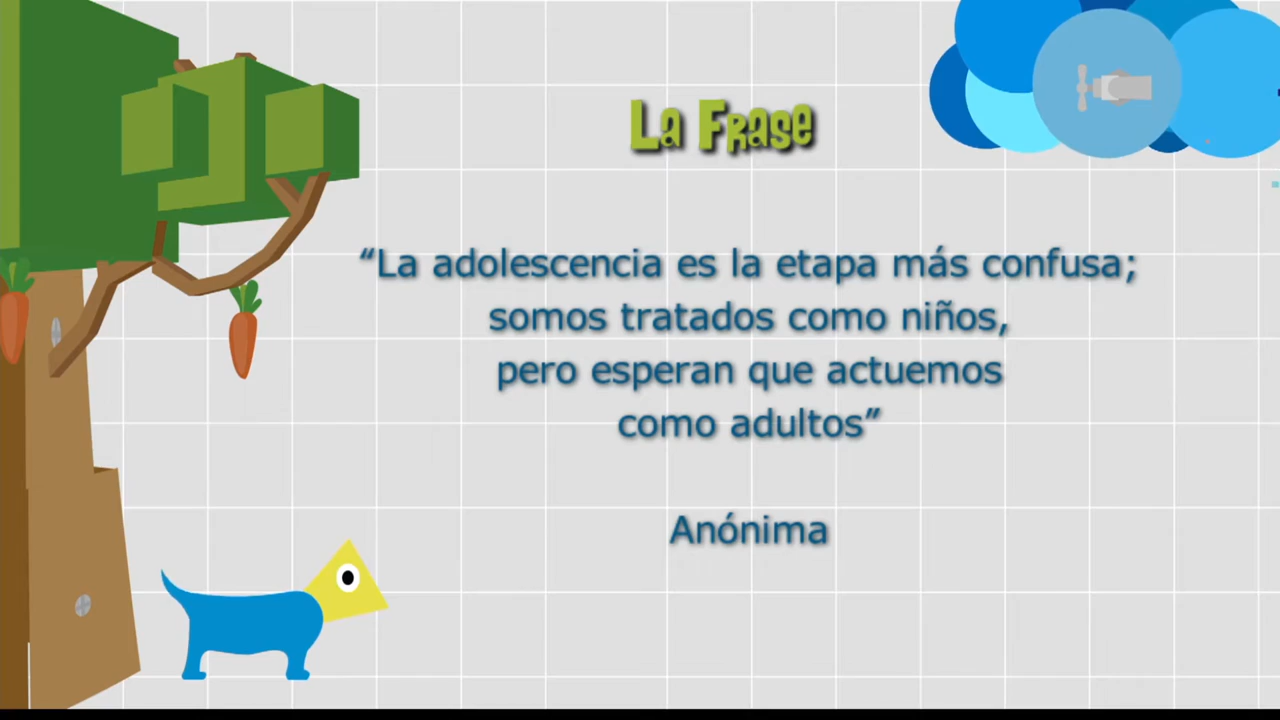 La Frase
“La adolescencia es la etapa más confusa;
somos tratados como niños,
pero esperan que actuemos
como adultos”
Anónima